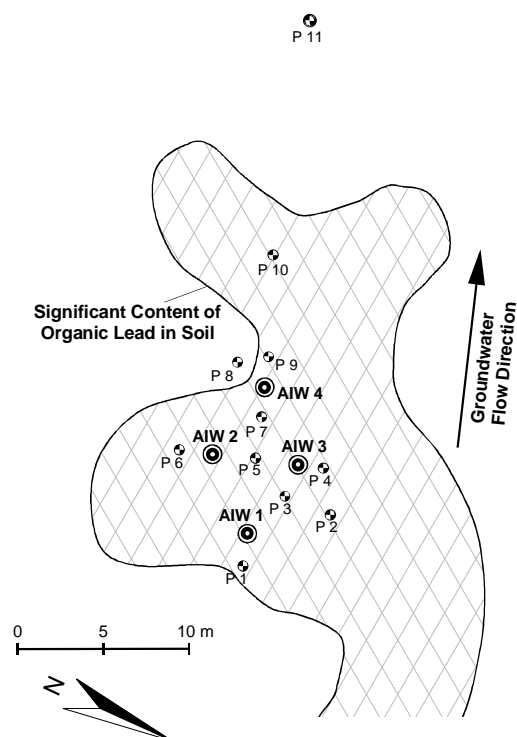 P 11
P 10
Significant Content of
Organic Lead in Soil
Groundwater
Flow Direction
P 9
P 8
AIW 4
P 7
AIW 2
AIW 3
P 6
P 5
P 4
P 3
AIW 1
P 2
P 1
0 5 10 m
N